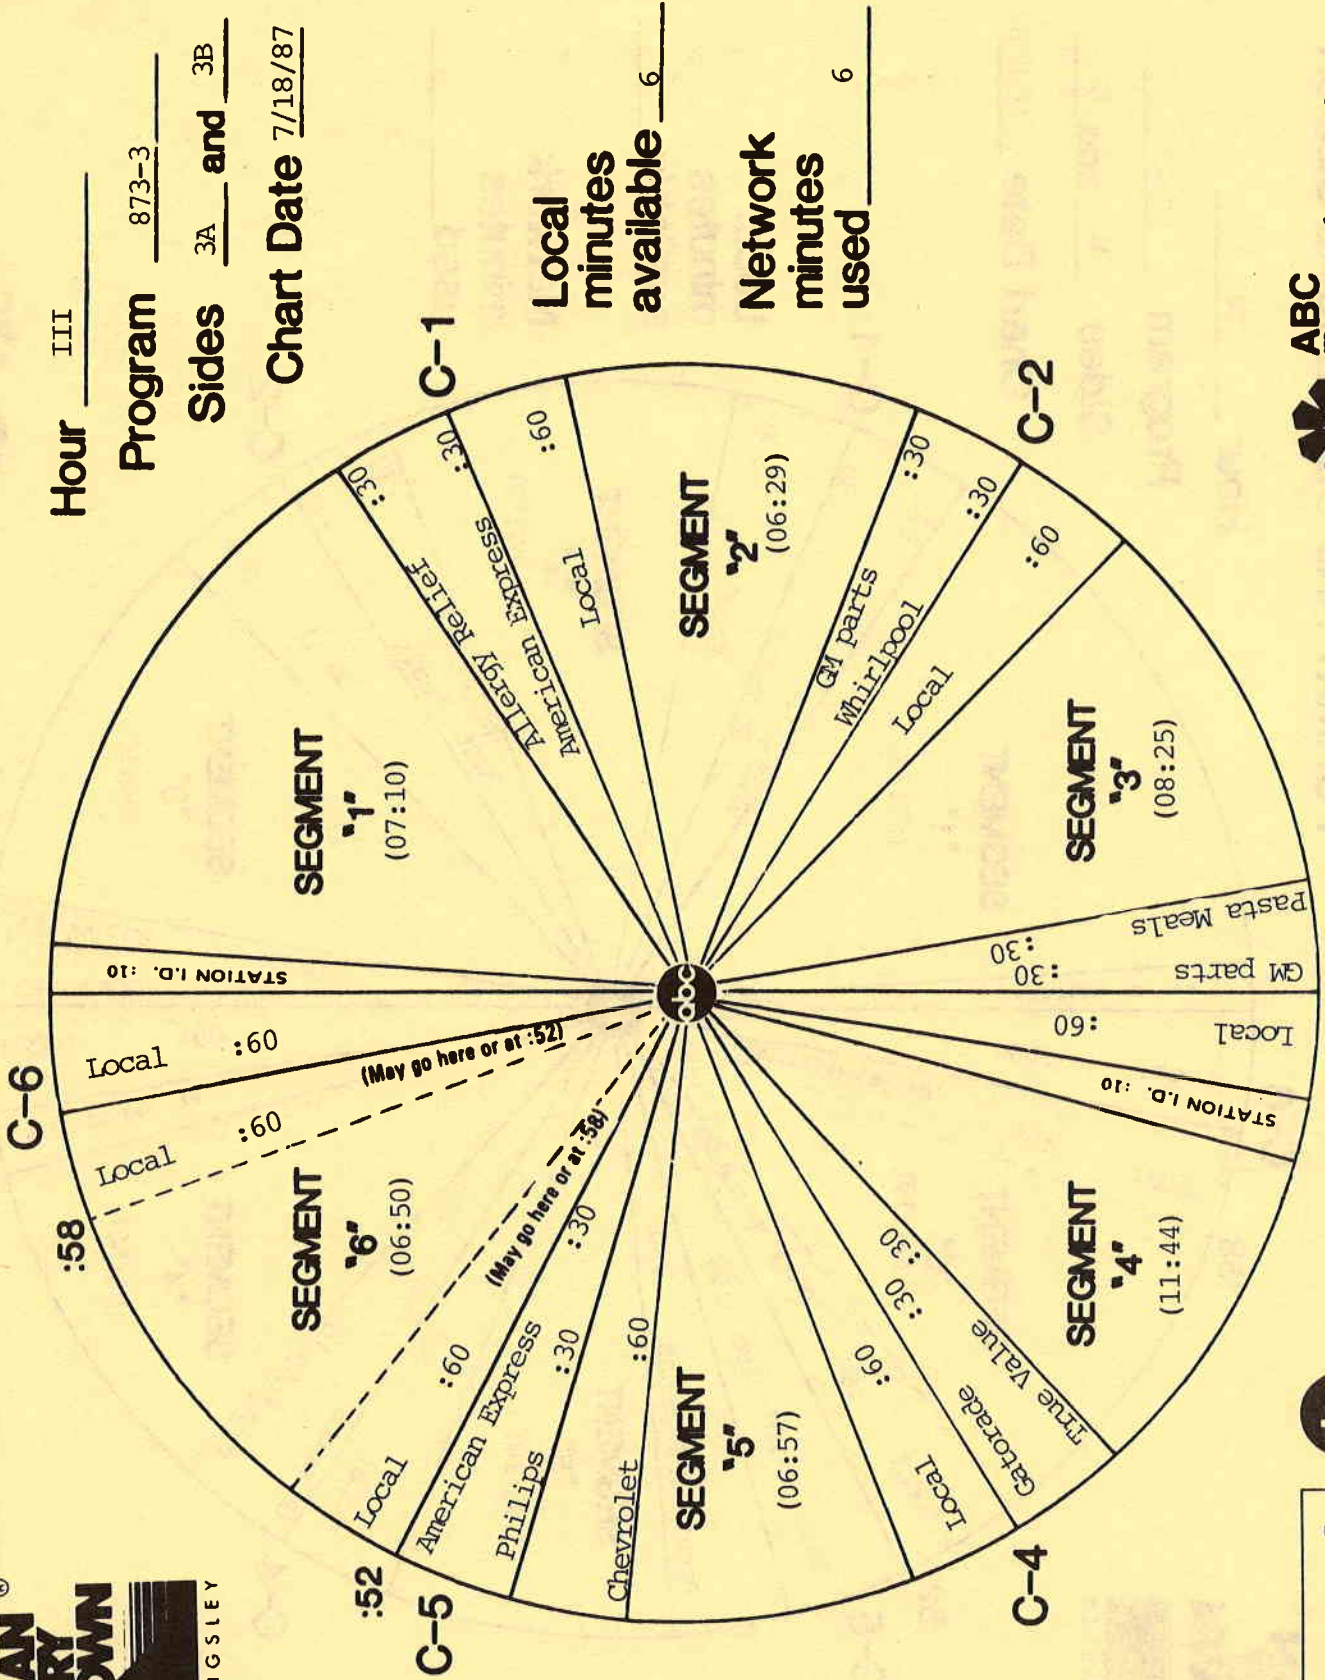 Hour III
Program 873-3
Sides 3A and 3B
Chart Date 7/18/87
Local
minutes
available 6
Network
minutes
used 6
C-1
C-2
C-4
C-5
:52
:58
C-6
SEGMENT
"1"
(07:10)
Allergy Relief :30
American Express :30
Local :60
SEGMENT
"2"
(06:29)
GM parts :30
Whirlpool :30
Local :60
SEGMENT
"3"
(08:25)
Pasta Meals :30
GM parts :30
Local :60
STATION I.D. :10
SEGMENT
"4"
(11:44)
True Value :30
Gatorade :30
Local :60
SEGMENT
"5"
(06:57)
Chevrolet :60
Philips :30
American Express :30
Local :60
(May go here or at :58)
SEGMENT
"6"
(06:50)
Local :60
(May go here or at :52)
Local :60
STATION I.D. :10
abc
ABC